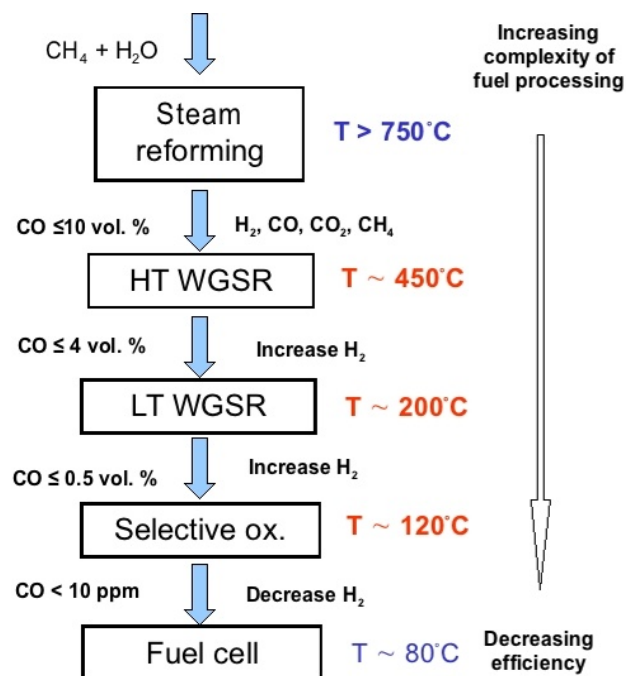 CH₄ + H₂O
Increasing
complexity of
fuel processing
Steam
reforming
T > 750°C
CO ≤10 vol. %
H₂, CO, CO₂, CH₄
HT WGSR
T ~ 450°C
CO ≤ 4 vol. %
Increase H₂
LT WGSR
T ~ 200°C
CO ≤ 0.5 vol. %
Increase H₂
Selective ox.
T ~ 120°C
CO < 10 ppm
Decrease H₂
Fuel cell
T ~ 80°C
Decreasing
efficiency